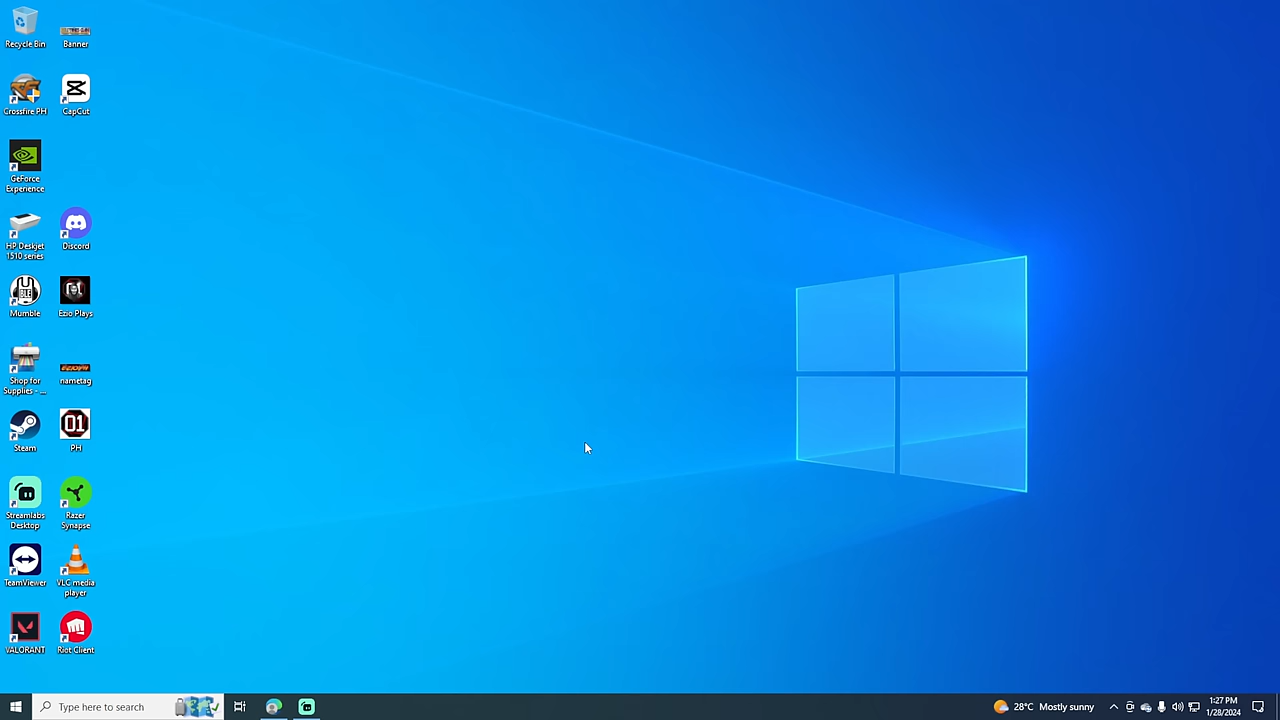 Recycle Bin
Banner
Crossfire PH
CapCut
GeForce
Experience
HP Deskjet
1510 series
Discord
Mumble
Ezio Plays
Shop for
Supplies - ...
nametag
Steam
01
PH
Streamlabs
Desktop
Razer
Synapse
TeamViewer
VLC media
player
VALORANT
Riot Client
Type here to search
28°C Mostly sunny
1:27 PM
1/28/2024